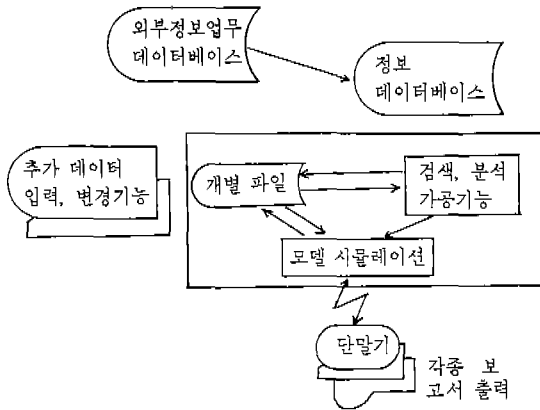 외부정보업무
데이터베이스
정보
데이터베이스
추가 데이터
입력, 변경기능
개별 파일
검색, 분석
가공기능
모델 시뮬레이션
단말기
각종 보
고서 출력